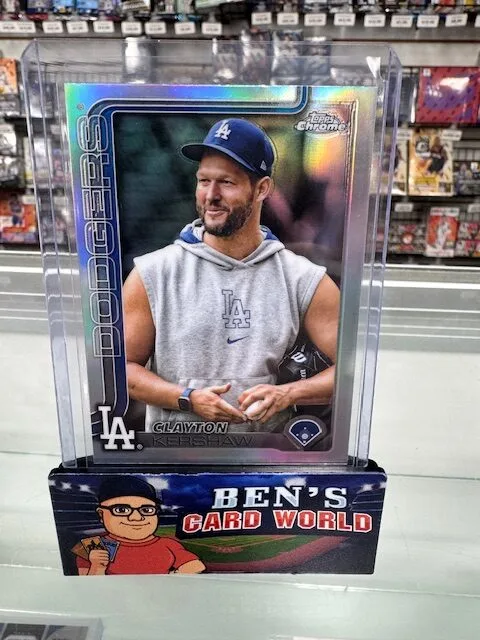 Topps
Chrome
DODGERS
LA
LA
LA
CLAYTON
KERSHAW
BEN'S
CARD WORLD